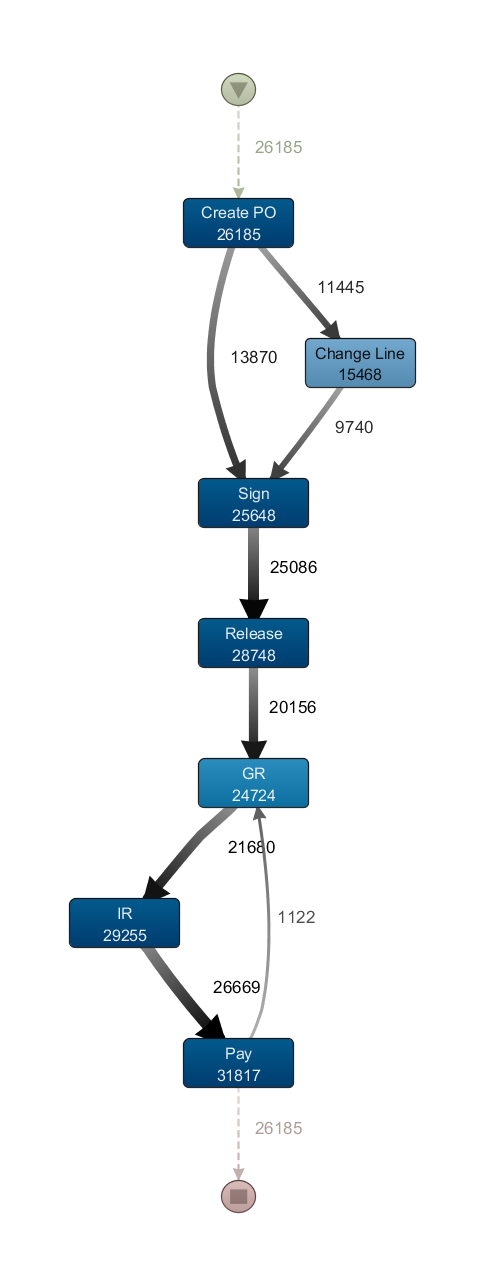 26185
Create PO
26185
11445
13870
Change Line
15468
9740
Sign
25648
25086
Release
28748
20156
GR
24724
21680
IR
29255
1122
26669
Pay
31817
26185